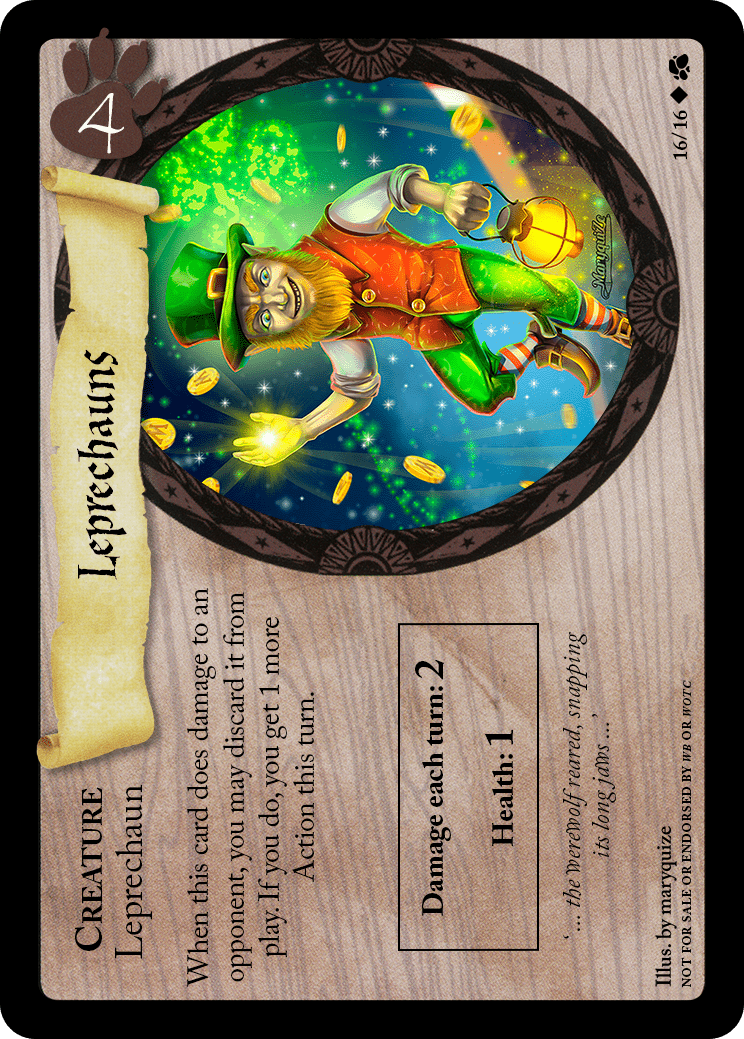 4
Leprechauns
16/16
Maryquize
CREATURE
Leprechaun
When this card does damage to an
opponent, you may discard it from
play. If you do, you get 1 more
Action this turn.
Damage each turn: 2
Health: 1
‘... the werewolf reared, snapping
its long jaws ...’
Illus. by maryquize
NOT FOR SALE OR ENDORSED BY WB OR WOTC